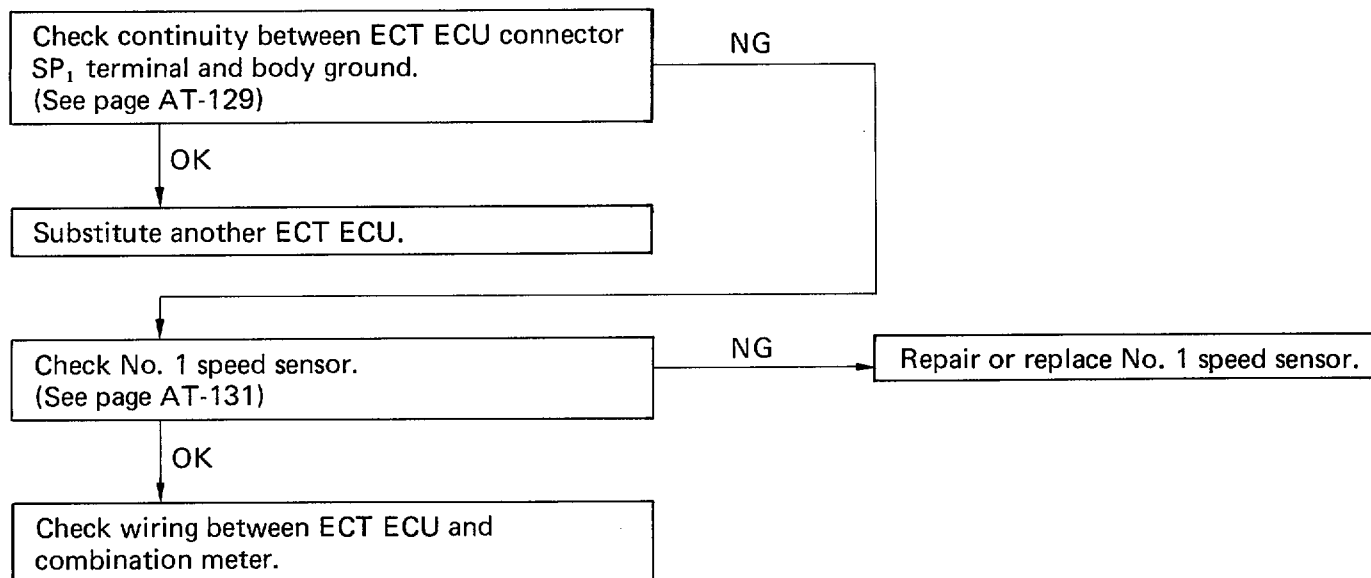 Check continuity between ECT ECU connector
SP₁ terminal and body ground.
(See page AT-129)
NG
OK
Substitute another ECT ECU.
Check No. 1 speed sensor.
(See page AT-131)
NG
Repair or replace No. 1 speed sensor.
OK
Check wiring between ECT ECU and
combination meter.